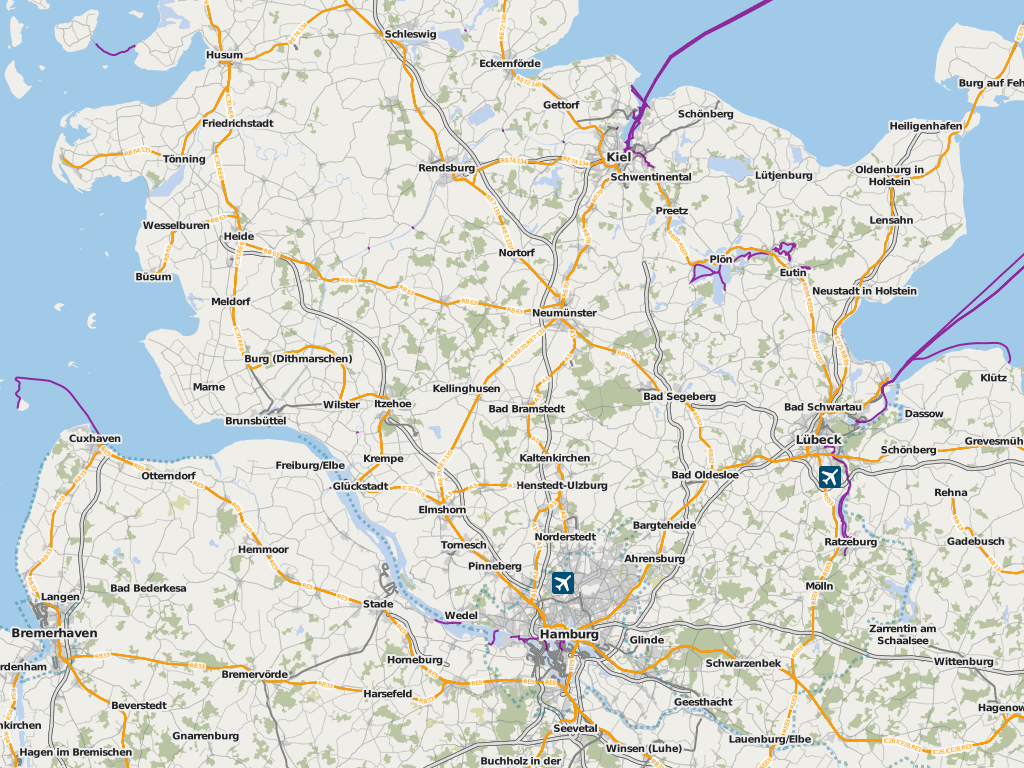 Schleswig
Husum
Eckernförde
Burg auf Feh
Gettorf
Schönberg
Friedrichstadt
Heiligenhafen
Tönning
Kiel
Rendsburg
Schwentinental
Lütjenburg
Oldenburg in
Holstein
Preetz
Wesselburen
Lensahn
Heide
Nortorf
Plön
Eutin
Büsum
Neustadt in Holstein
Meldorf
Neumünster
Burg (Dithmarschen)
Klütz
Marne
Kellinghusen
Bad Segeberg
Wilster
Itzehoe
Bad Bramstedt
Bad Schwartau
Dassow
Brunsbüttel
Cuxhaven
Lübeck
Grevesmüh
Schönberg
Krempe
Kaltenkirchen
Freiburg/Elbe
Otterndorf
Bad Oldesloe
Glückstadt
Henstedt-Ulzburg
Rehna
Elmshorn
Bargteheide
Norderstedt
Ratzeburg
Gadebusch
Hemmoor
Tornesch
Ahrensburg
Pinneberg
Bad Bederkesa
Mölln
Langen
Stade
Wedel
Bremerhaven
Hamburg
Zarrentin am
Schaalsee
Glinde
rdenham
Horneburg
Schwarzenbek
Wittenburg
Bremervörde
Harsefeld
Beverstedt
Geesthacht
Hagenow
nkirchen
Seevetal
Gnarrenburg
Lauenburg/Elbe
Hagen im Bremischen
Winsen (Luhe)
Buchholz in der